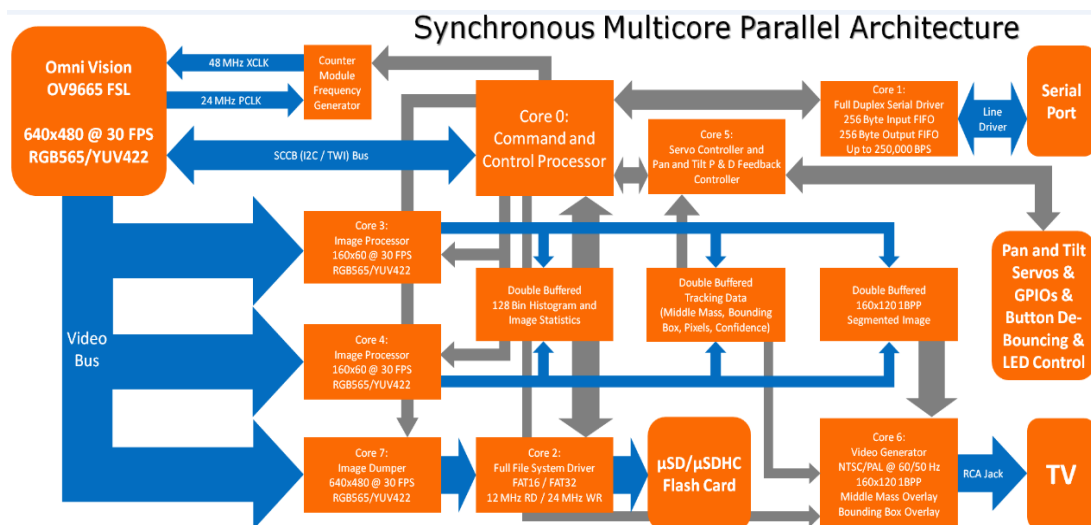 Synchronous Multicore Parallel Architecture
Omni Vision
OV9665 FSL
640x480 @ 30 FPS
RGB565/YUV422
48 MHz XCLK
24 MHz PCLK
Counter
Module
Frequency
Generator
SCCB (I2C / TWI) Bus
Core 0:
Command and
Control Processor
Core 1:
Full Duplex Serial Driver
256 Byte Input FIFO
256 Byte Output FIFO
Up to 250,000 BPS
Line
Driver
Serial
Port
Core 5:
Servo Controller and
Pan and Tilt P & D Feedback
Controller
Core 3:
Image Processor
160x60 @ 30 FPS
RGB565/YUV422
Double Buffered
128 Bin Histogram and
Image Statistics
Double Buffered
Tracking Data
(Middle Mass, Bounding
Box, Pixels, Confidence)
Double Buffered
160x120 1BPP
Segmented Image
Pan and Tilt
Servos &
GPIOs &
Button De-
Bouncing &
LED Control
Video
Bus
Core 4:
Image Processor
160x60 @ 30 FPS
RGB565/YUV422
Core 7:
Image Dumper
640x480 @ 30 FPS
RGB565/YUV422
Core 2:
Full File System Driver
FAT16 / FAT32
12 MHz RD / 24 MHz WR
µSD/µSDHC
Flash Card
Core 6:
Video Generator
NTSC/PAL @ 60/50 Hz
160x120 1BPP
Middle Mass Overlay
Bounding Box Overlay
RCA Jack
TV